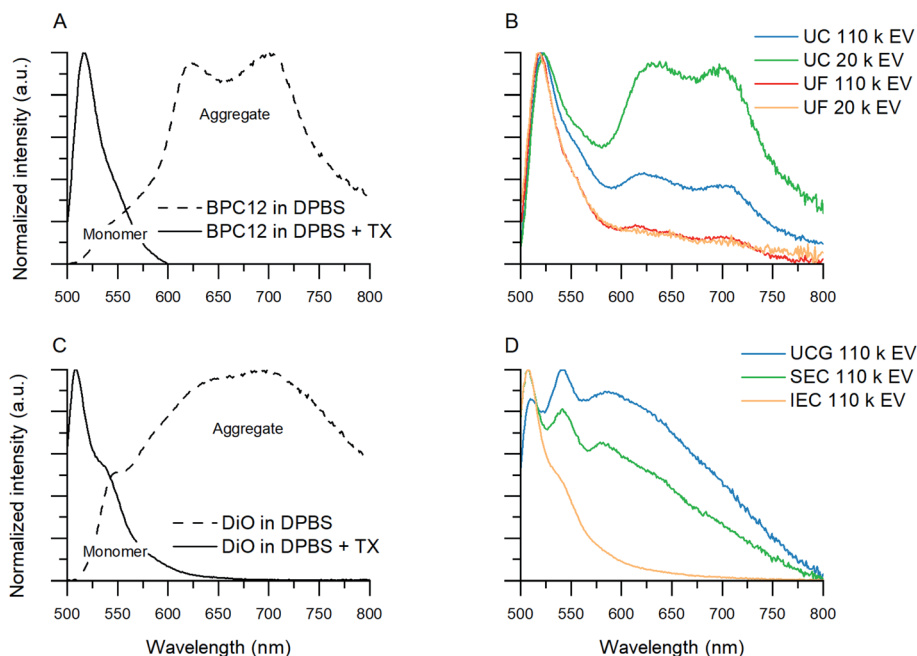 A
Normalized intensity (a.u.)
Aggregate
Monomer
BPC12 in DPBS
BPC12 in DPBS + TX
500 550 600 650 700 750 800
B
UC 110 k EV
UC 20 k EV
UF 110 k EV
UF 20 k EV
500 550 600 650 700 750 800
C
Normalized intensity (a.u.)
Aggregate
Monomer
DiO in DPBS
DiO in DPBS + TX
500 550 600 650 700 750 800
Wavelength (nm)
D
UCG 110 k EV
SEC 110 k EV
IEC 110 k EV
500 550 600 650 700 750 800
Wavelength (nm)